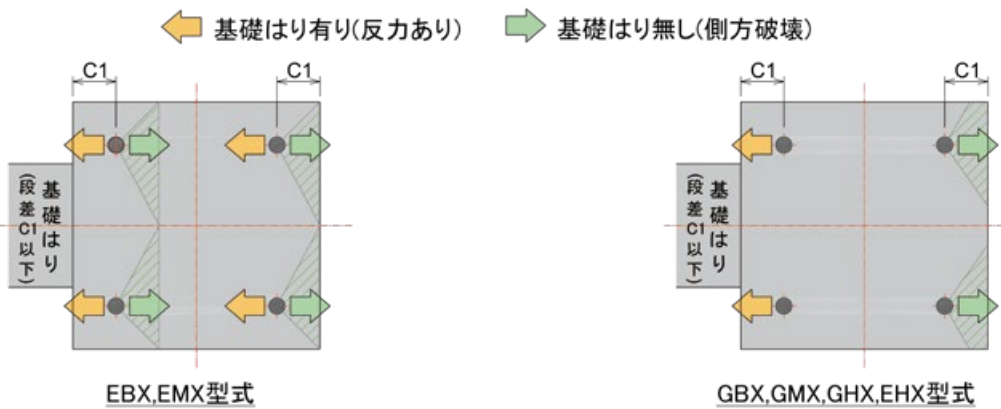 基礎はり有り(反力あり)
基礎はり無し(側方破壊)
C1
C1
基礎はり
(段差C1以下)
EBX,EMX型式
C1
C1
基礎はり
(段差C1以下)
GBX,GMX,GHX,EHX型式